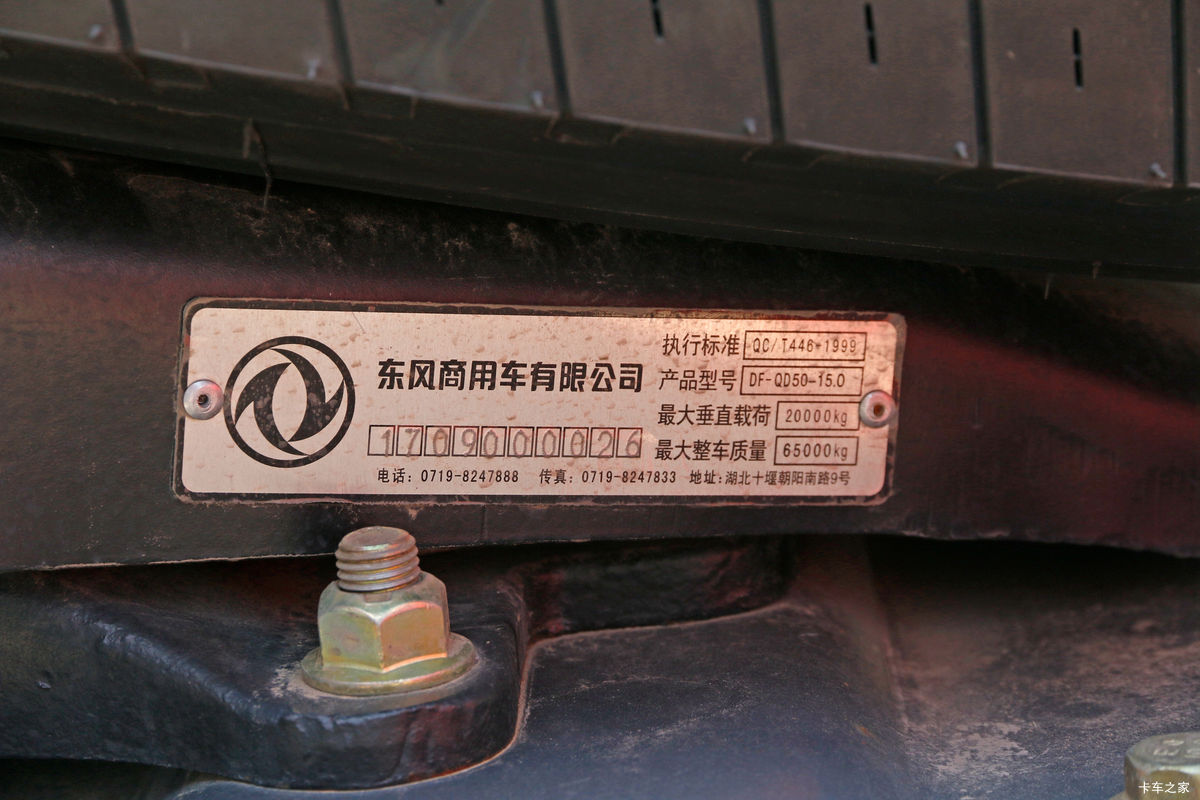 东风商用车有限公司
1709000026
执行标准 QC/T446-1999
产品型号 DF-QD50-15.0
最大垂直载荷 20000kg
最大整车质量 65000kg
电话: 0719-8247888 传真: 0719-8247833 地址: 湖北十堰朝阳南路9号
卡车之家